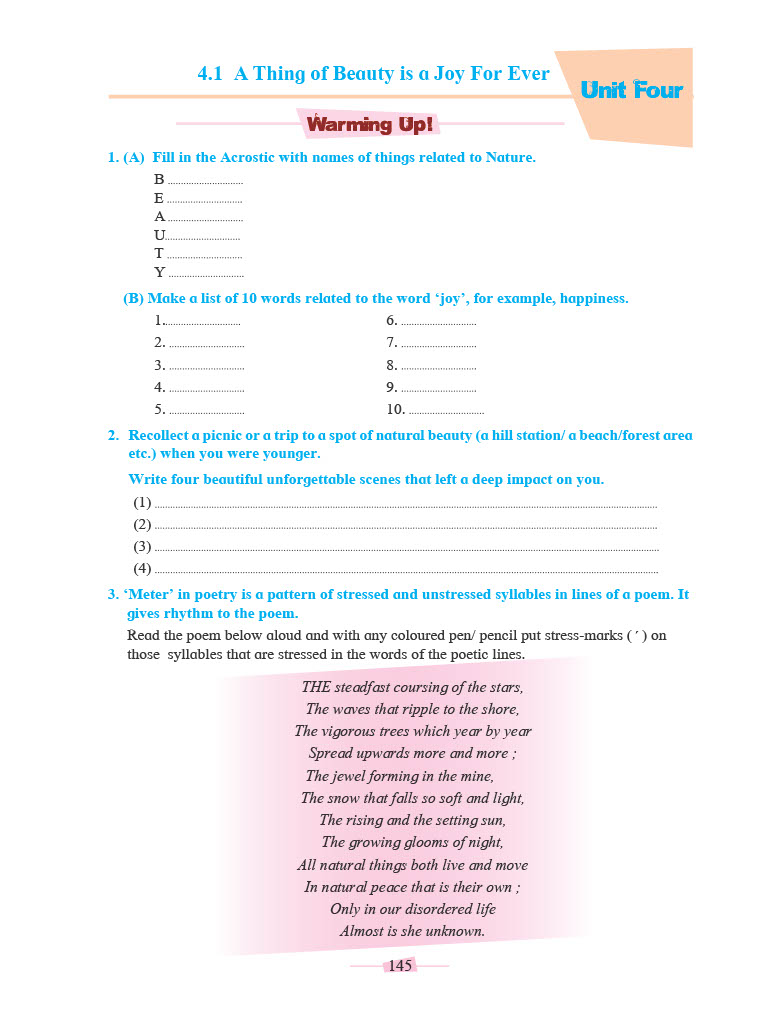 4.1 A Thing of Beauty is a Joy For Ever
Unit Four
Warming Up!
1. (A) Fill in the Acrostic with names of things related to Nature.
B .............................
E .............................
A .............................
U.............................
T .............................
Y .............................
(B) Make a list of 10 words related to the word ‘joy’, for example, happiness.
1.............................. 6. .............................
2. ............................. 7. .............................
3. ............................. 8. .............................
4. ............................. 9. .............................
5. ............................. 10. .............................
2. Recollect a picnic or a trip to a spot of natural beauty (a hill station/ a beach/forest area
etc.) when you were younger.
Write four beautiful unforgettable scenes that left a deep impact on you.
(1) ..........................................................................................
(2) ..........................................................................................
(3) ..........................................................................................
(4) ..........................................................................................
3. ‘Meter’ in poetry is a pattern of stressed and unstressed syllables in lines of a poem. It
gives rhythm to the poem.
Read the poem below aloud and with any coloured pen/ pencil put stress-marks ( ´ ) on
those syllables that are stressed in the words of the poetic lines.
THE steadfast coursing of the stars,
The waves that ripple to the shore,
The vigorous trees which year by year
Spread upwards more and more ;
The jewel forming in the mine,
The snow that falls so soft and light,
The rising and the setting sun,
The growing glooms of night,
All natural things both live and move
In natural peace that is their own ;
Only in our disordered life
Almost is she unknown.
145